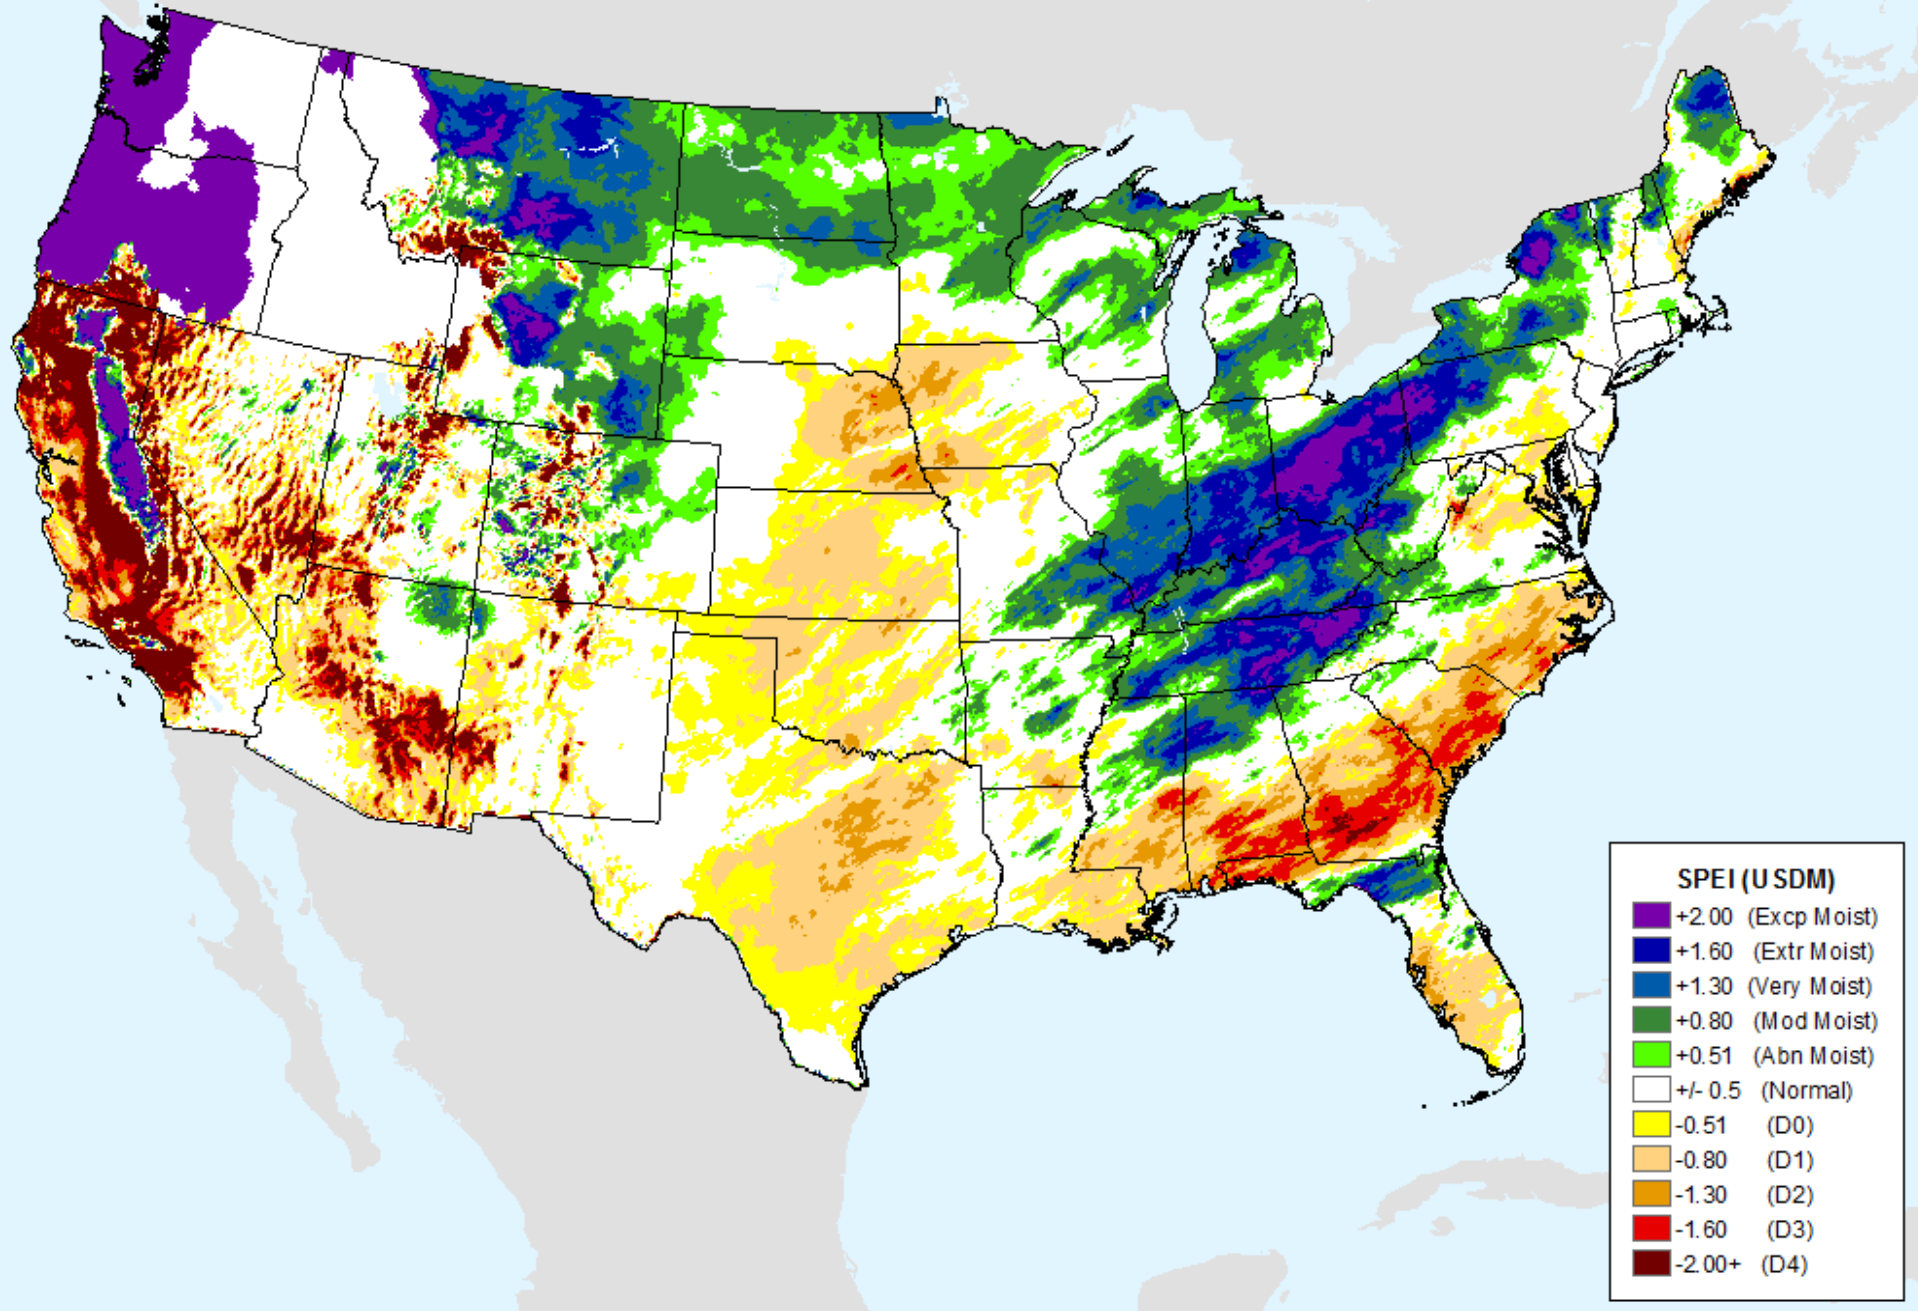 SPEI (USDM)
+2.00 (Excp Moist)
+1.60 (Extr Moist)
+1.30 (Very Moist)
+0.80 (Mod Moist)
+0.51 (Abn Moist)
+/- 0.5 (Normal)
-0.51 (D0)
-0.80 (D1)
-1.30 (D2)
-1.60 (D3)
-2.00+ (D4)